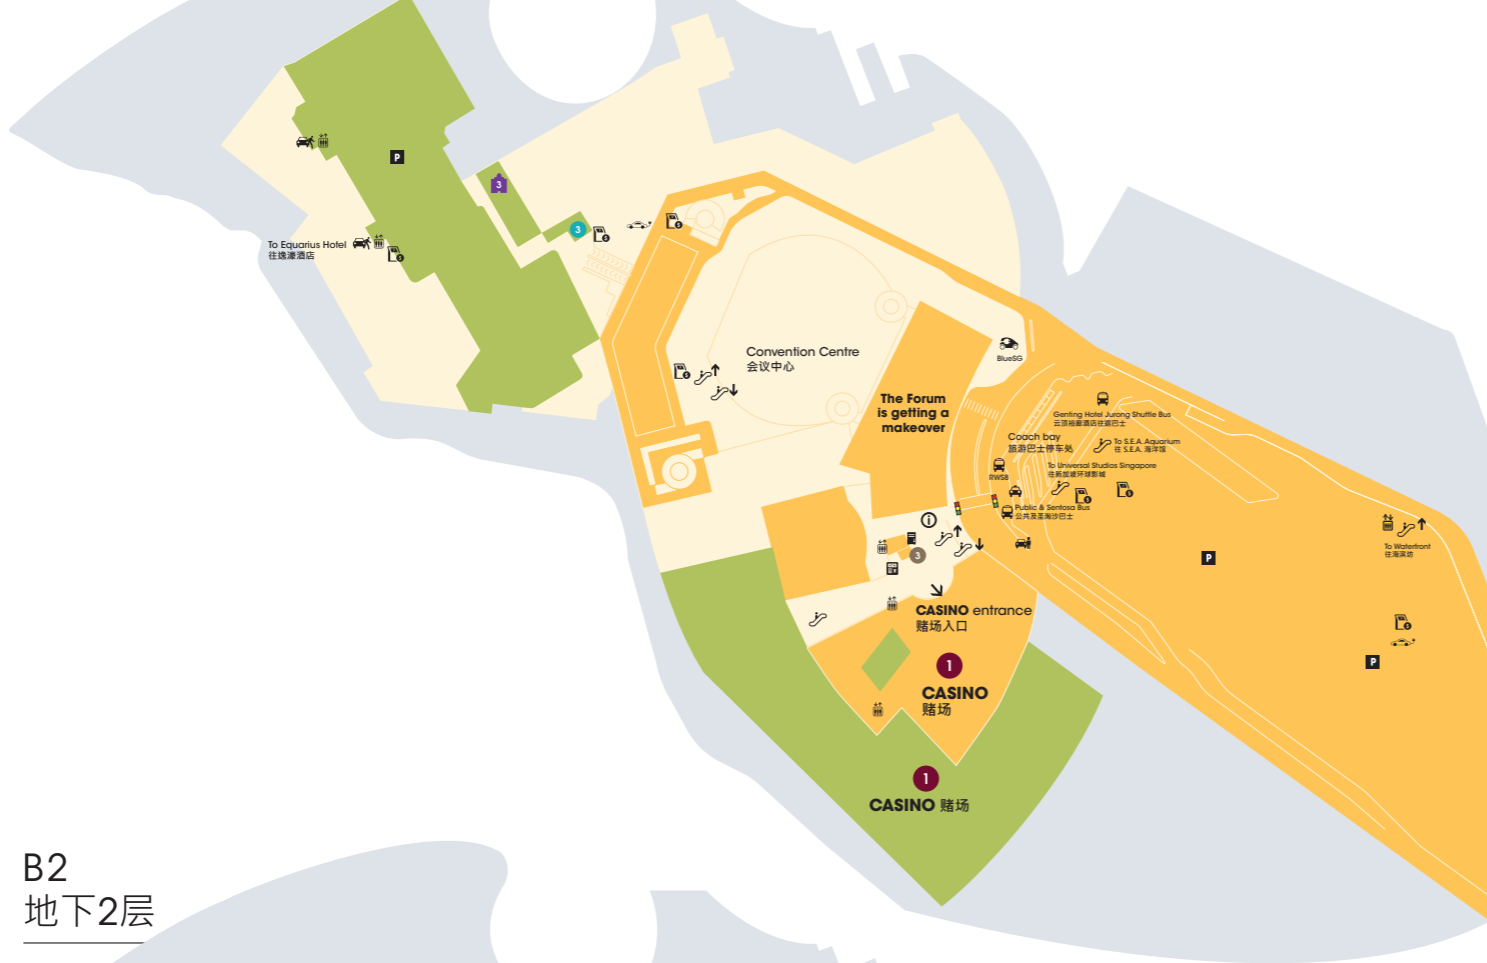 P
3
3
To Equarius Hotel
往逸濠酒店
Convention Centre
会议中心
BlueSG
The Forum
is getting a
makeover
Genting Hotel Jurong Shuttle Bus
云顶裕廊酒店往返巴士
Coach bay
旅游巴士停车处
To S.E.A. Aquarium
往 S.E.A. 海洋馆
To Universal Studios Singapore
往新加坡环球影城
RWS8
Public & Sentosa Bus
公共及圣淘沙巴士
3
P
To Waterfront
往海滨坊
CASINO entrance
赌场入口
1
CASINO
赌场
P
1
CASINO 赌场
B2
地下2层